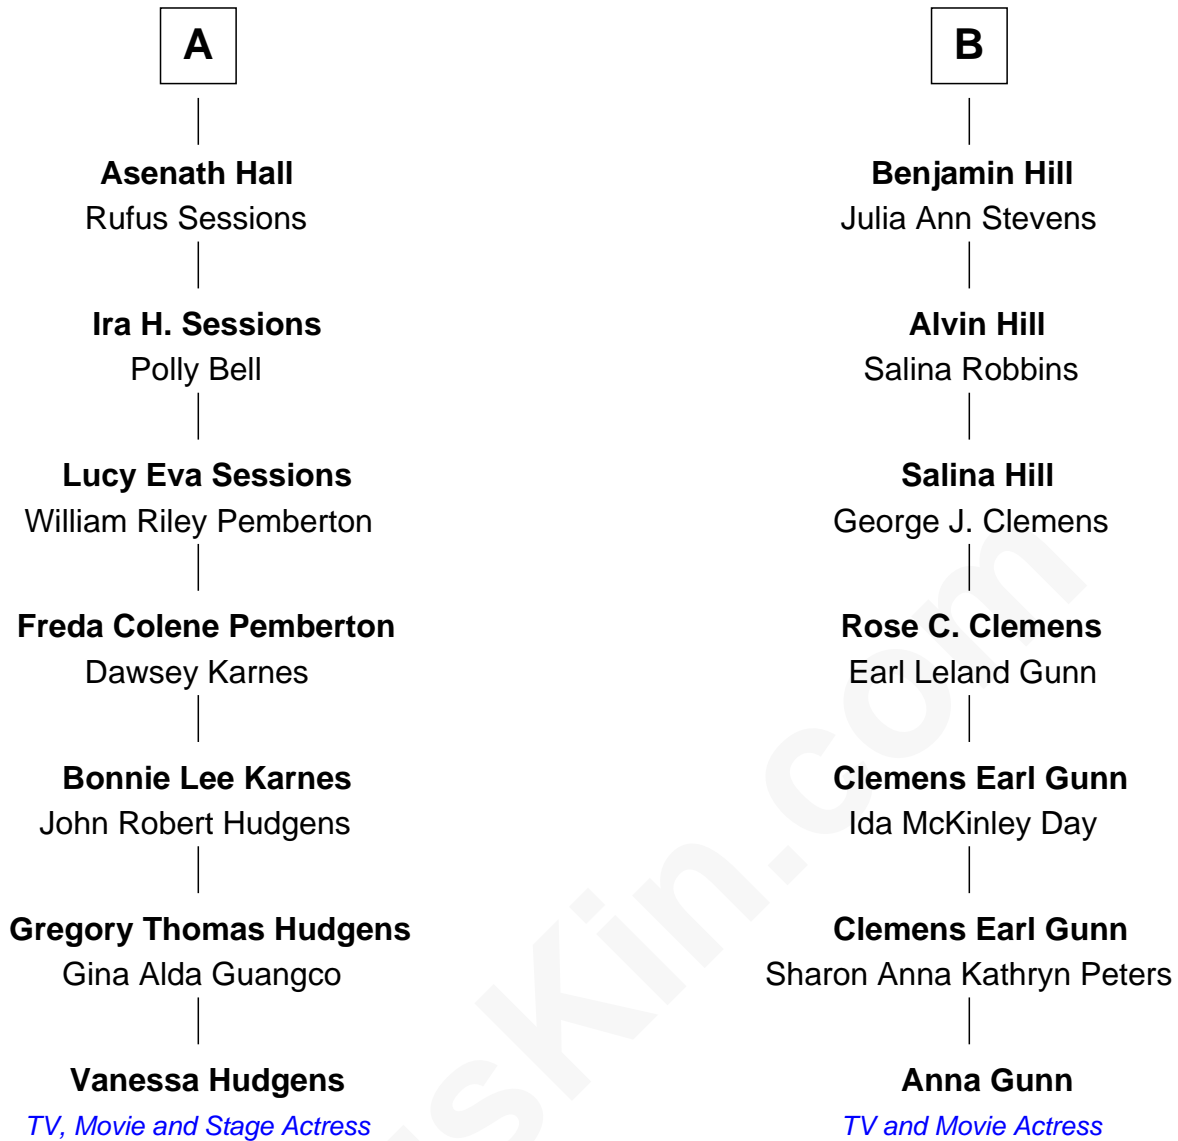 A
B
Asenath Hall
Rufus Sessions
Benjamin Hill
Julia Ann Stevens
Ira H. Sessions
Polly Bell
Alvin Hill
Salina Robbins
Lucy Eva Sessions
William Riley Pemberton
Salina Hill
George J. Clemens
Freda Colene Pemberton
Dawsey Karnes
Rose C. Clemens
Earl Leland Gunn
Bonnie Lee Karnes
John Robert Hudgens
Clemens Earl Gunn
Ida McKinley Day
Gregory Thomas Hudgens
Gina Alda Guangco
Clemens Earl Gunn
Sharon Anna Kathryn Peters
Vanessa Hudgens
TV, Movie and Stage Actress
Anna Gunn
TV and Movie Actress
usKin.com